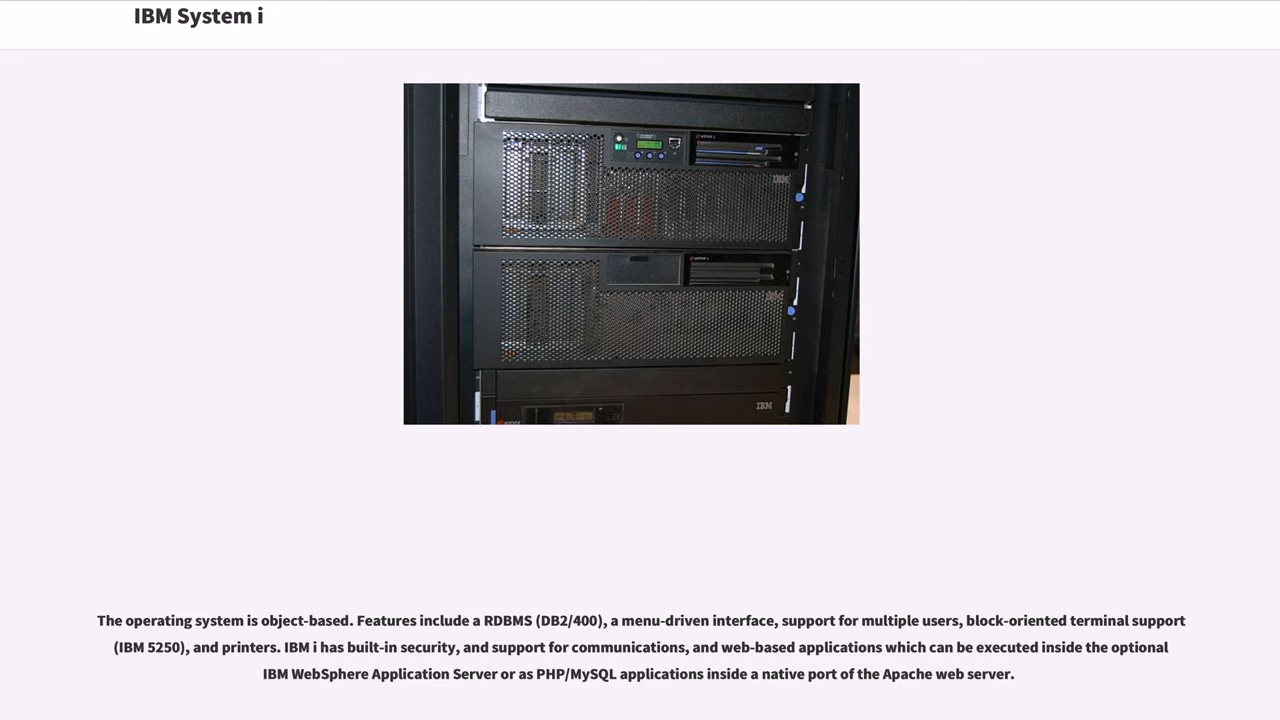 IBM System i
IBM
IBM
IBM
The operating system is object-based. Features include a RDBMS (DB2/400), a menu-driven interface, support for multiple users, block-oriented terminal support
(IBM 5250), and printers. IBM i has built-in security, and support for communications, and web-based applications which can be executed inside the optional
IBM WebSphere Application Server or as PHP/MySQL applications inside a native port of the Apache web server.